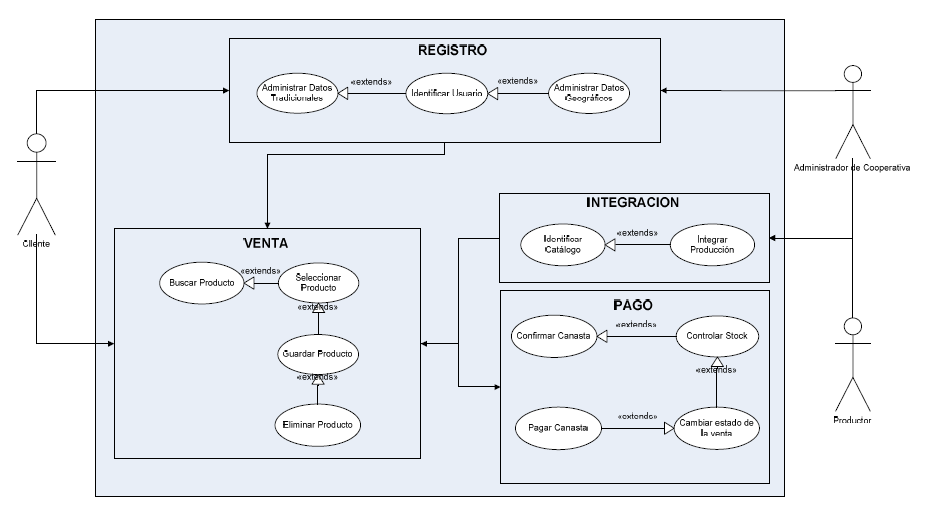 REGISTRO
Administrar Datos
Tradicionales
«extends»
Identificar Usuario
«extends»
Administrar Datos
Geográficos
Cliente
Administrador de Cooperativa
INTEGRACION
Identificar
Catálogo
«extends»
Integrar
Producción
VENTA
Buscar Producto
«extends»
Seleccionar
Producto
«extends»
Guardar Producto
«extends»
Eliminar Producto
PAGO
Confirmar Canasta
«extends»
Controlar Stock
«extends»
Pagar Canasta
«extends»
Cambiar estado de
la venta
Productor